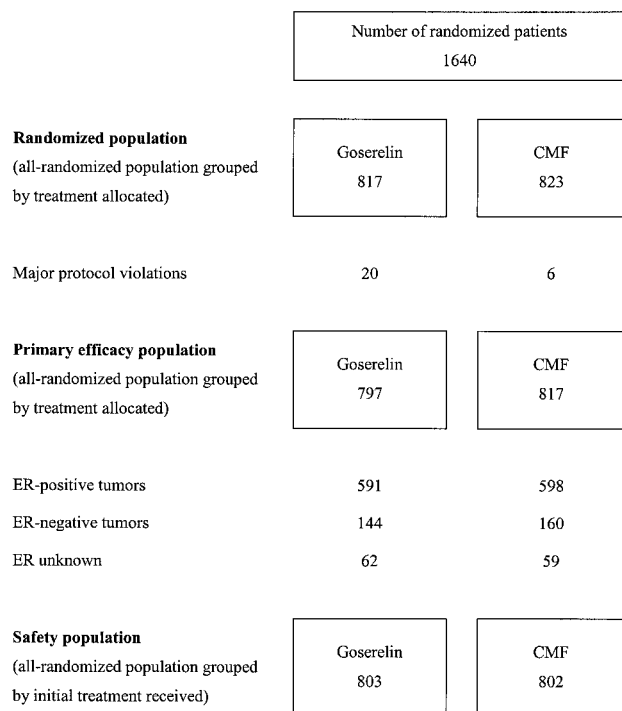 Number of randomized patients
1640
Randomized population
(all-randomized population grouped
by treatment allocated)
Goserelin
817
CMF
823
Major protocol violations 20 6
Primary efficacy population
(all-randomized population grouped
by treatment allocated)
Goserelin
797
CMF
817
ER-positive tumors 591 598
ER-negative tumors 144 160
ER unknown 62 59
Safety population
(all-randomized population grouped
by initial treatment received)
Goserelin
803
CMF
802